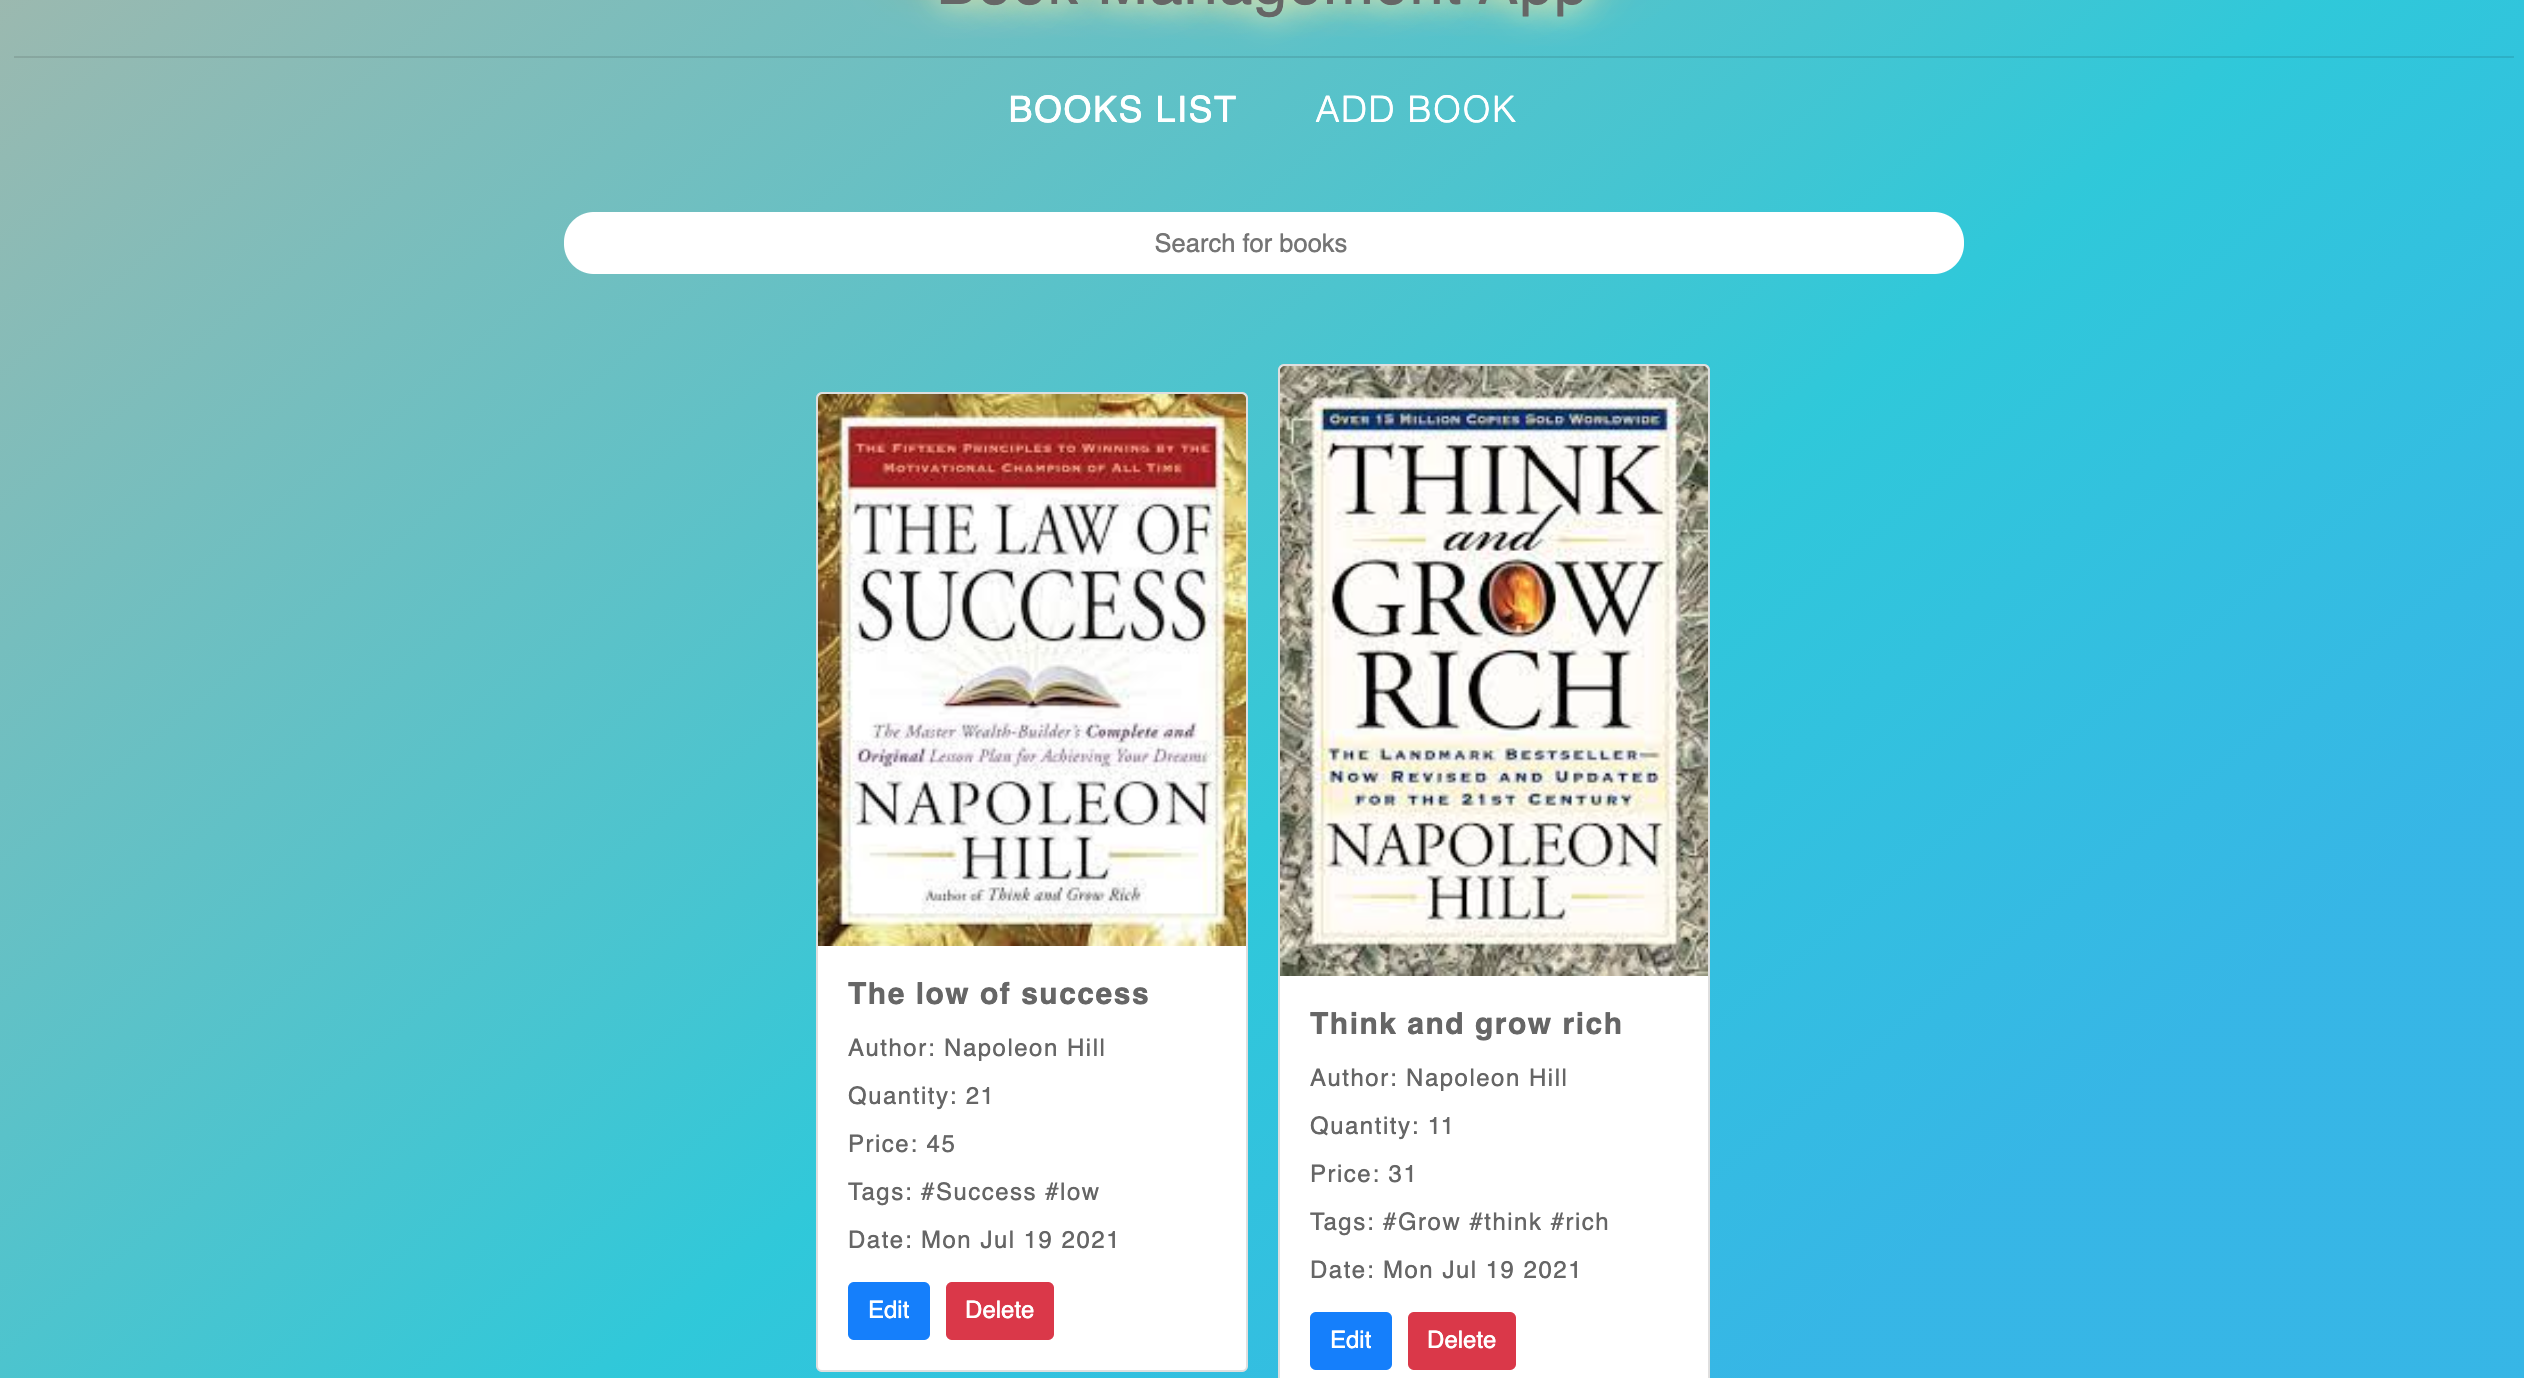 Book Management App
BOOKS LIST
ADD BOOK
Search for books
THE FIFTEEN PRINCIPLES TO WINNING BY THE
MOTIVATIONAL CHAMPION OF ALL TIME
THE LAW OF
SUCCESS
The Master Wealth-Builder's Complete and
Original Lesson Plan for Achieving Your Dreams
NAPOLEON
HILL
Author of Think and Grow Rich
The low of success
Author: Napoleon Hill
Quantity: 21
Price: 45
Tags: #Success #low
Date: Mon Jul 19 2021
Edit
Delete
OVER 15 MILLION COPIES SOLD WORLDWIDE
THINK
and
GROW
RICH
THE LANDMARK BESTSELLER—
NOW REVISED AND UPDATED
FOR THE 21ST CENTURY
NAPOLEON
HILL
Think and grow rich
Author: Napoleon Hill
Quantity: 11
Price: 31
Tags: #Grow #think #rich
Date: Mon Jul 19 2021
Edit
Delete